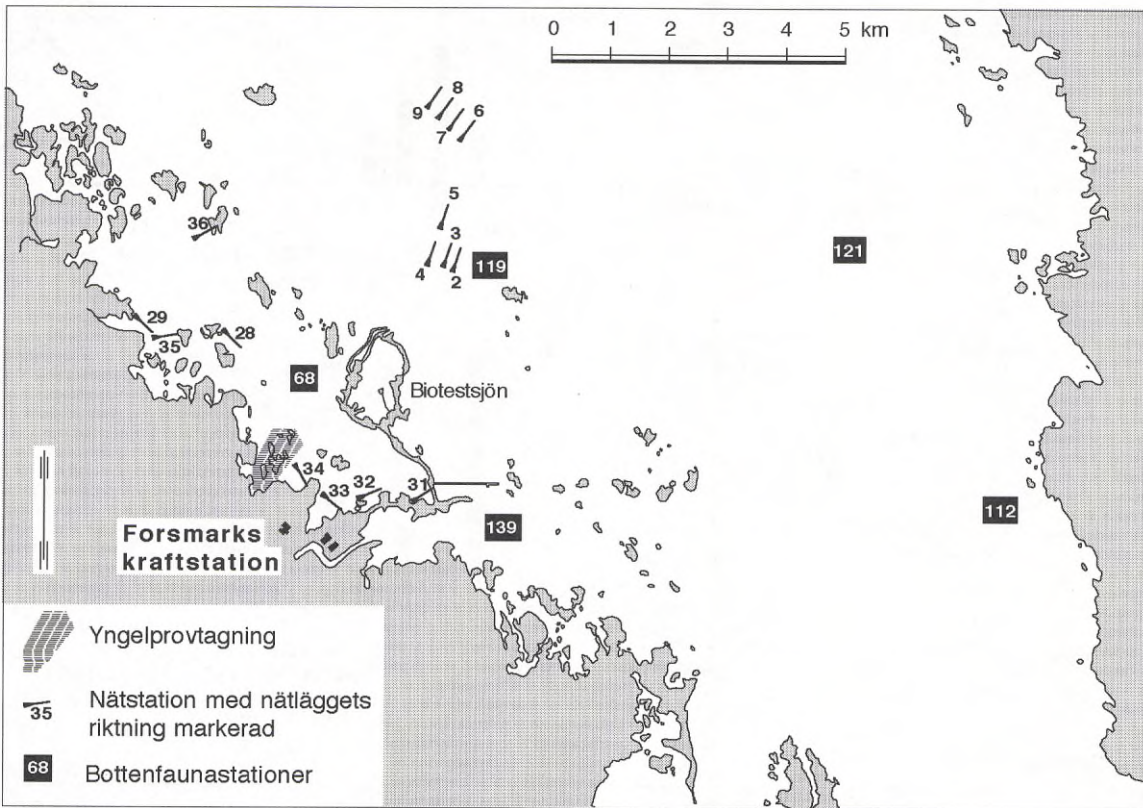 0 1 2 3 4 5 km
8
9
6
7
5
3
4
2
119
121
36
29
35
28
68
Biotestsjön
34
33
32
31
139
112
Forsmarks
kraftstation
Yngelprovtagning
35
Nätstation med nätläggets
riktning markerad
68
Bottenfaunastationer